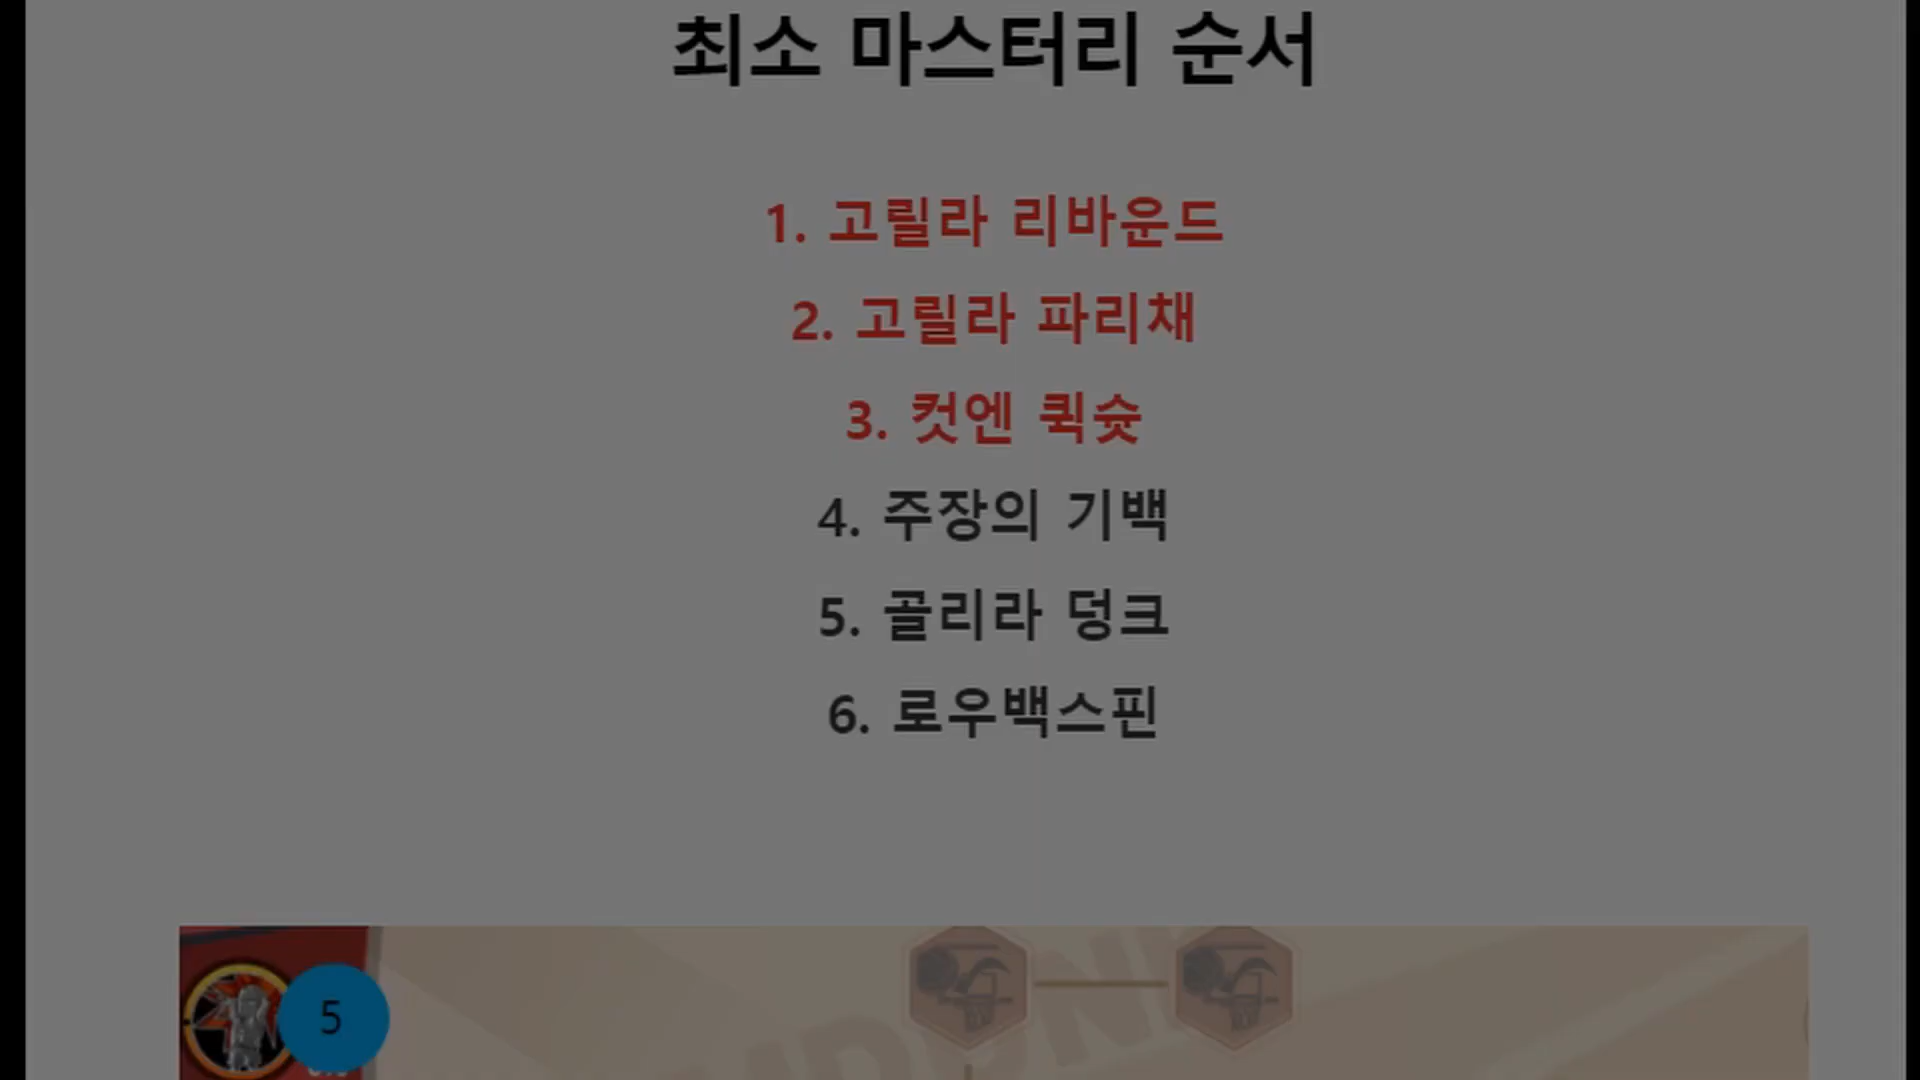 최소 마스터리 순서
1. 고릴라 리바운드
2. 고릴라 파리채
3. 컷엔 퀵슛
4. 주장의 기백
5. 골리라 덩크
6. 로우백스핀
5